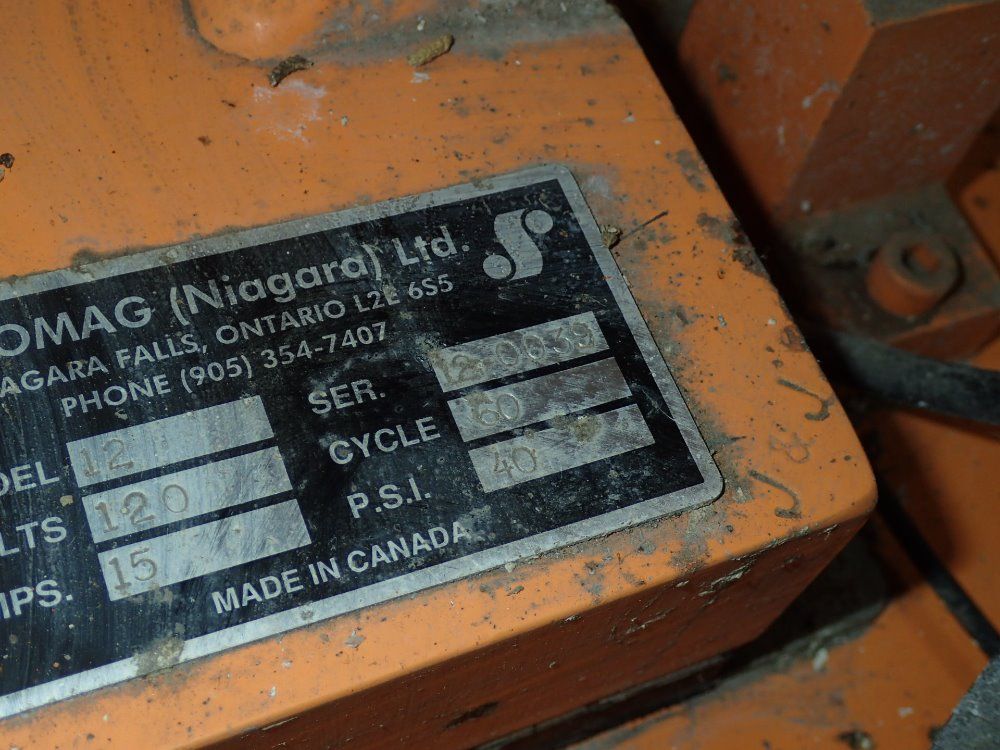 OMAG (Niagara) Ltd.
AGARA FALLS, ONTARIO L2E 6S5
PHONE (905) 354-7407
DEL 12 SER. 12 0039
LTS 120 CYCLE 60
MPS. 15 P.S.I. 40
MADE IN CANADA
J&J